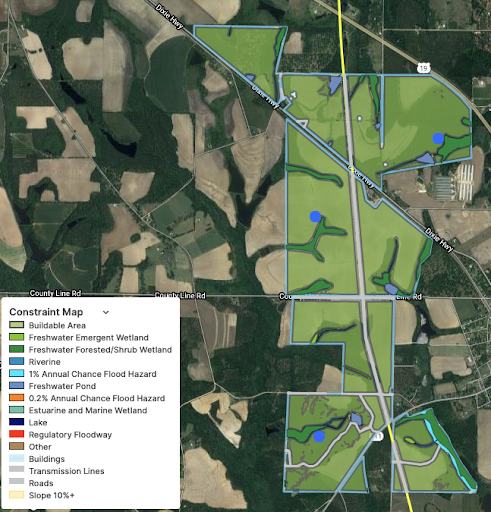 Dixie Hwy
19
Dixie Hwy
Dixie Hwy
Dixie Hwy
County Line Rd
County Line Rd
Line Rd
Constraint Map
Buildable Area
Freshwater Emergent Wetland
Freshwater Forested/Shrub Wetland
Riverine
1% Annual Chance Flood Hazard
Freshwater Pond
0.2% Annual Chance Flood Hazard
Estuarine and Marine Wetland
Lake
Regulatory Floodway
Other
Buildings
Transmission Lines
Roads
Slope 10%+